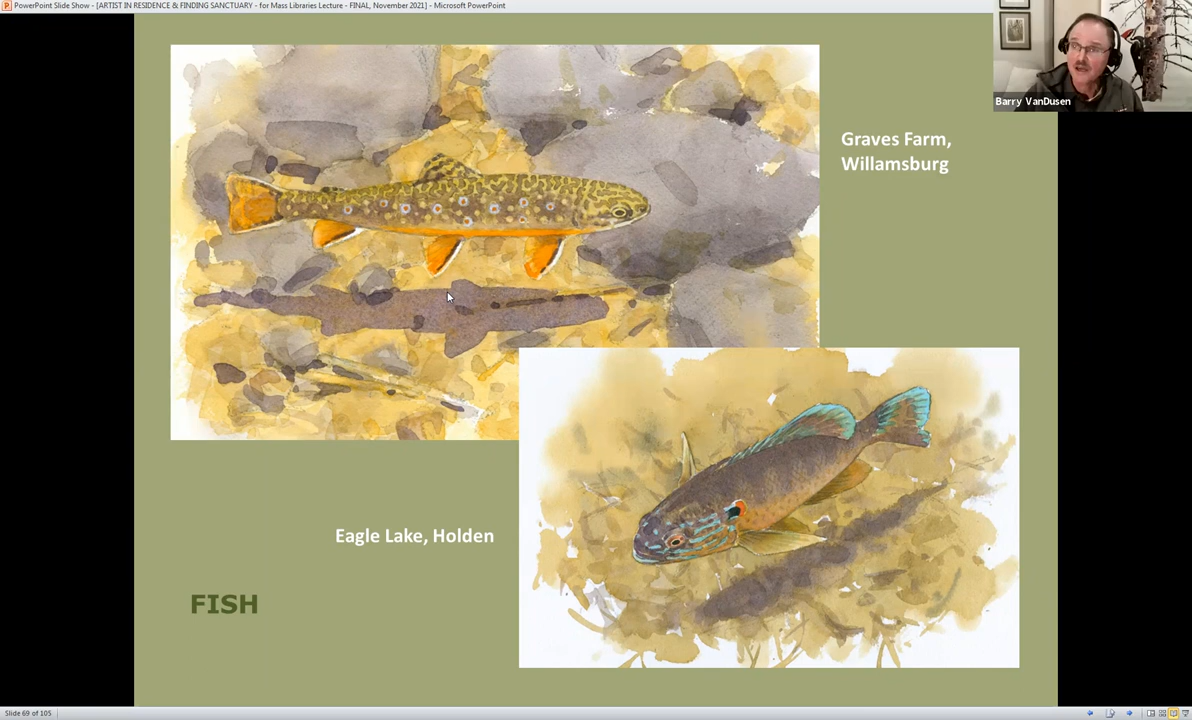 PowerPoint Slide Show - [ARTIST IN RESIDENCE & FINDING SANCTUARY - for Mass Libraries Lecture - FINAL, November 2021] - Microsoft PowerPoint
Barry VanDusen
Graves Farm,
Willamsburg
Eagle Lake, Holden
FISH
Slide 69 of 105